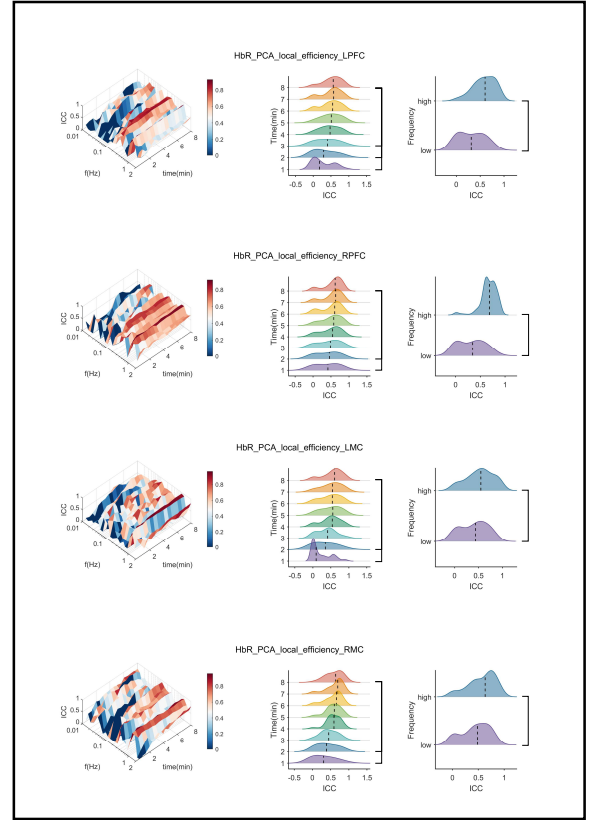 HbR_PCA_local_efficiency_LPFC
1
0.5
0
ICC
0.01
0.1
1
2
f(Hz)
2
4
6
8
time(min)
0.8
0.6
0.4
0.2
0
8
7
6
5
4
3
2
1
Time(min)
-0.5 0 0.5 1 1.5
ICC
high
low
Frequency
0 0.5 1
ICC
HbR_PCA_local_efficiency_RPFC
1
0.5
0
ICC
0.01
0.1
1
2
f(Hz)
2
4
6
8
time(min)
0.8
0.6
0.4
0.2
0
8
7
6
5
4
3
2
1
Time(min)
-0.5 0 0.5 1 1.5
ICC
high
low
Frequency
0 0.5 1
ICC
HbR_PCA_local_efficiency_LMC
1
0.5
0
ICC
0.01
0.1
1
2
f(Hz)
2
4
6
8
time(min)
0.8
0.6
0.4
0.2
0
8
7
6
5
4
3
2
1
Time(min)
-0.5 0 0.5 1 1.5
ICC
high
low
Frequency
0 0.5 1
ICC
HbR_PCA_local_efficiency_RMC
1
0.5
0
ICC
0.01
0.1
1
2
f(Hz)
2
4
6
8
time(min)
0.8
0.6
0.4
0.2
0
8
7
6
5
4
3
2
1
Time(min)
-0.5 0 0.5 1 1.5
ICC
high
low
Frequency
0 0.5 1
ICC